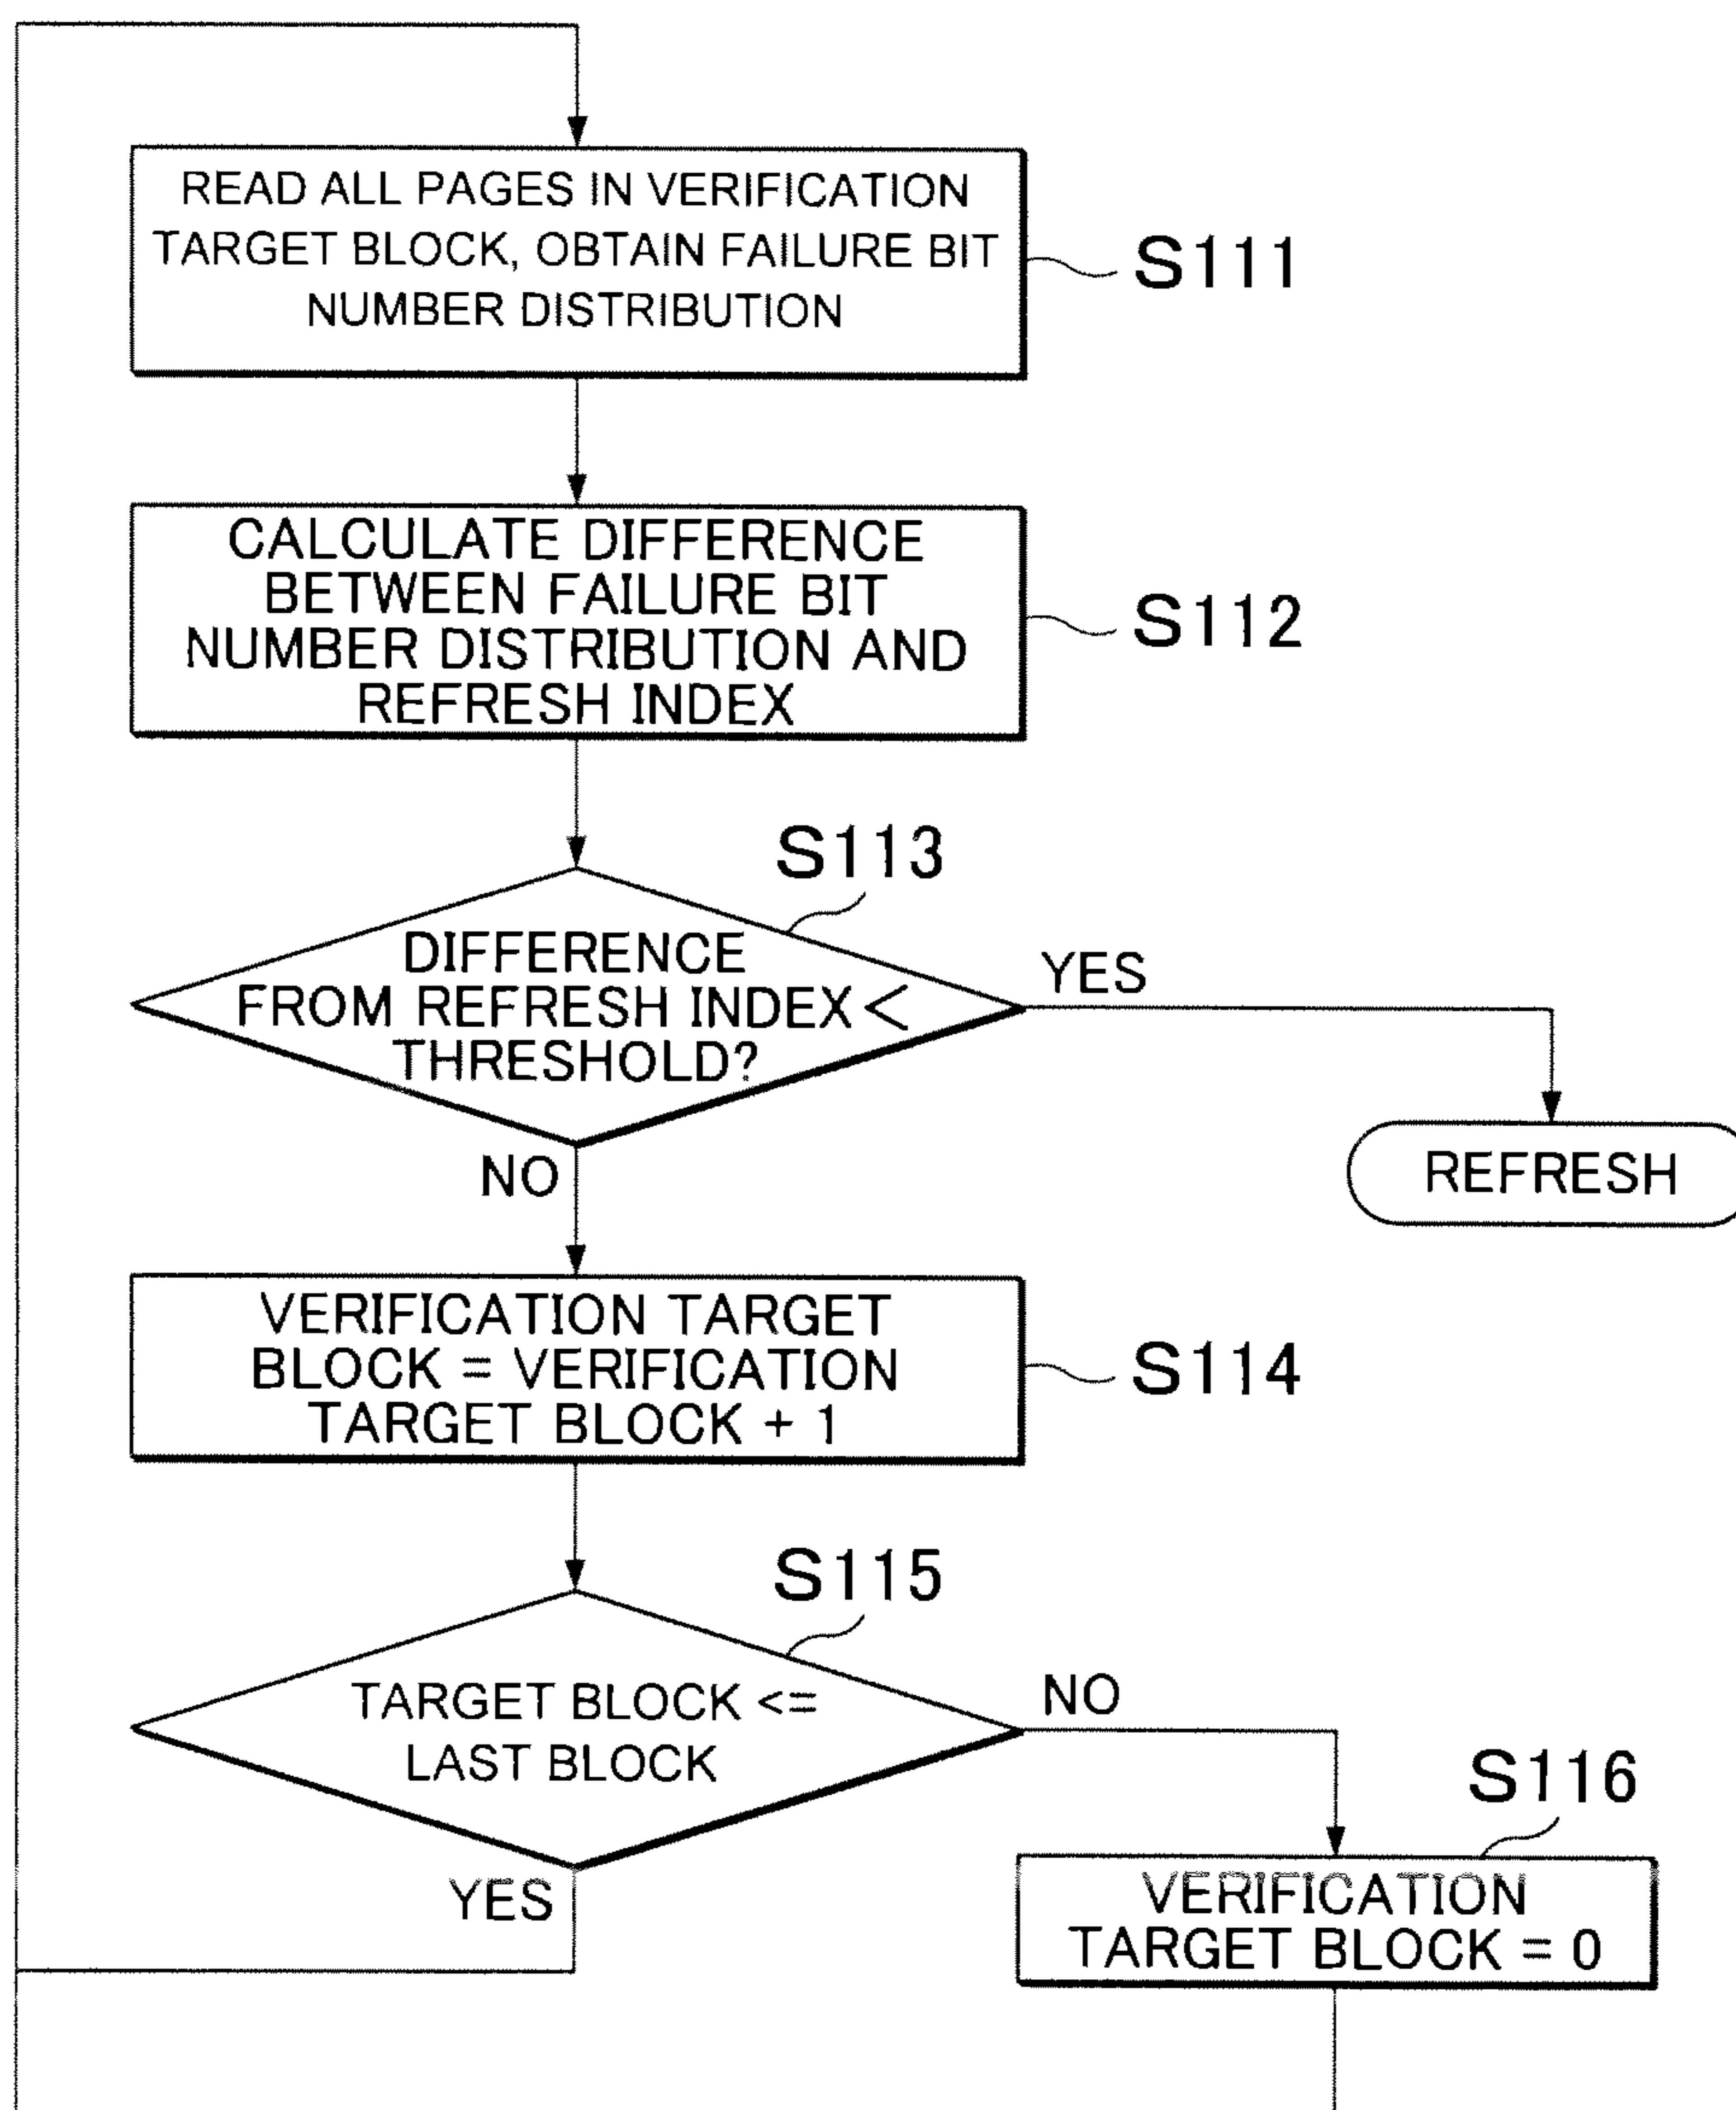 READ ALL PAGES IN VERIFICATION
TARGET BLOCK, OBTAIN FAILURE BIT
NUMBER DISTRIBUTION
S111
CALCULATE DIFFERENCE
BETWEEN FAILURE BIT
NUMBER DISTRIBUTION AND
REFRESH INDEX
S112
S113
DIFFERENCE
FROM REFRESH INDEX <
THRESHOLD?
YES
REFRESH
NO
VERIFICATION TARGET
BLOCK = VERIFICATION
TARGET BLOCK + 1
S114
S115
TARGET BLOCK <=
LAST BLOCK
NO
YES
S116
VERIFICATION
TARGET BLOCK = 0